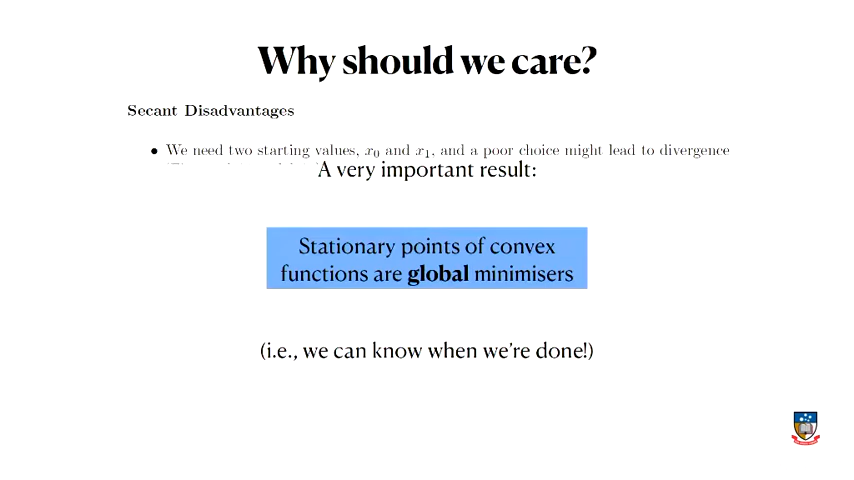 Why should we care?
Secant Disadvantages
• We need two starting values, x₀ and x₁, and a poor choice might lead to divergence
A very important result:
Stationary points of convex
functions are global minimisers
(i.e., we can know when we're done!)